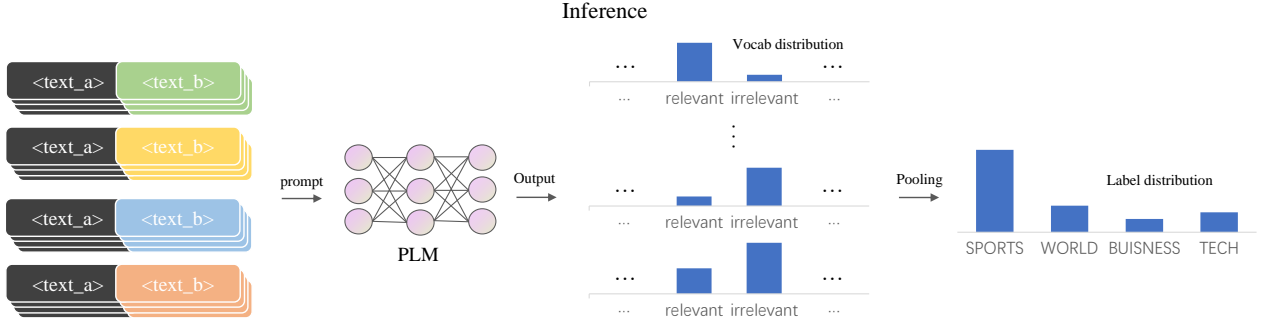 Inference
<text_a> <text_b>
<text_a> <text_b>
<text_a> <text_b>
<text_a> <text_b>
prompt
PLM
Output
Vocab distribution
... ...
... relevant irrelevant ...
⋮
... ...
... relevant irrelevant ...
... ...
... relevant irrelevant ...
Pooling
Label distribution
SPORTS WORLD BUISNESS TECH